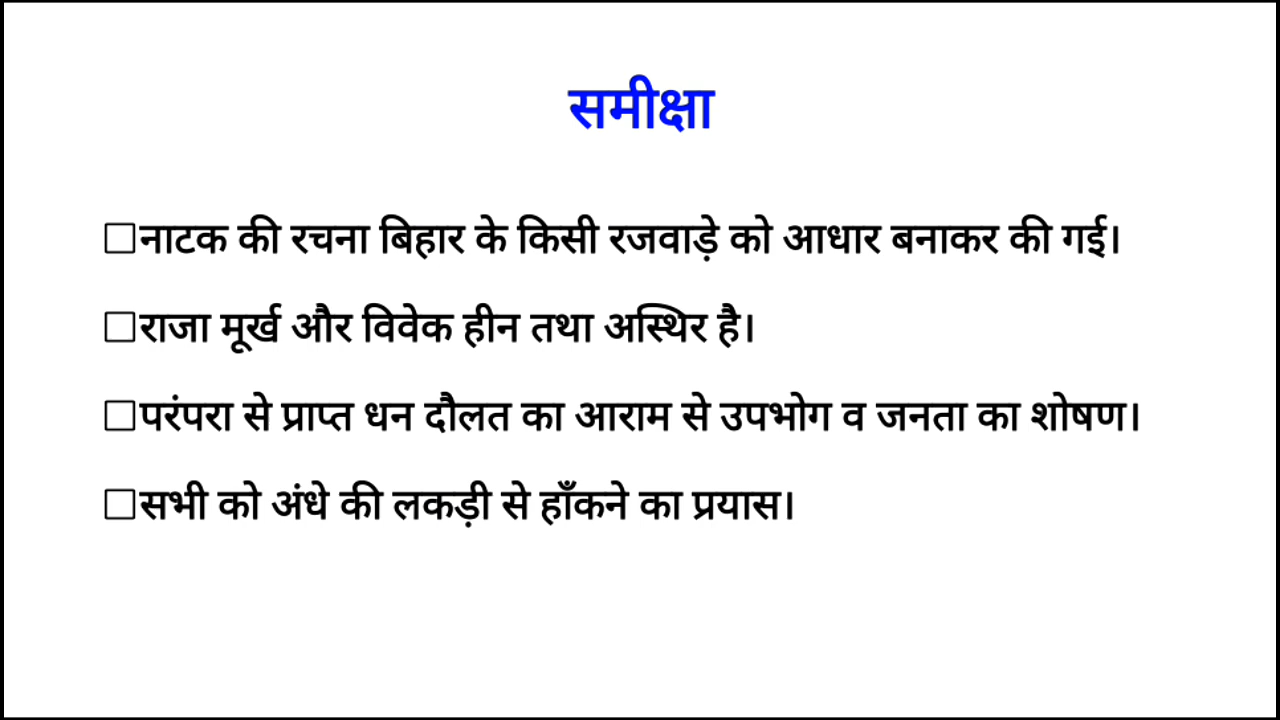 समीक्षा
☐नाटक की रचना बिहार के किसी रजवाड़े को आधार बनाकर की गई।
☐राजा मूर्ख और विवेक हीन तथा अस्थिर है।
☐परंपरा से प्राप्त धन दौलत का आराम से उपभोग व जनता का शोषण।
☐सभी को अंधे की लकड़ी से हाँकने का प्रयास।